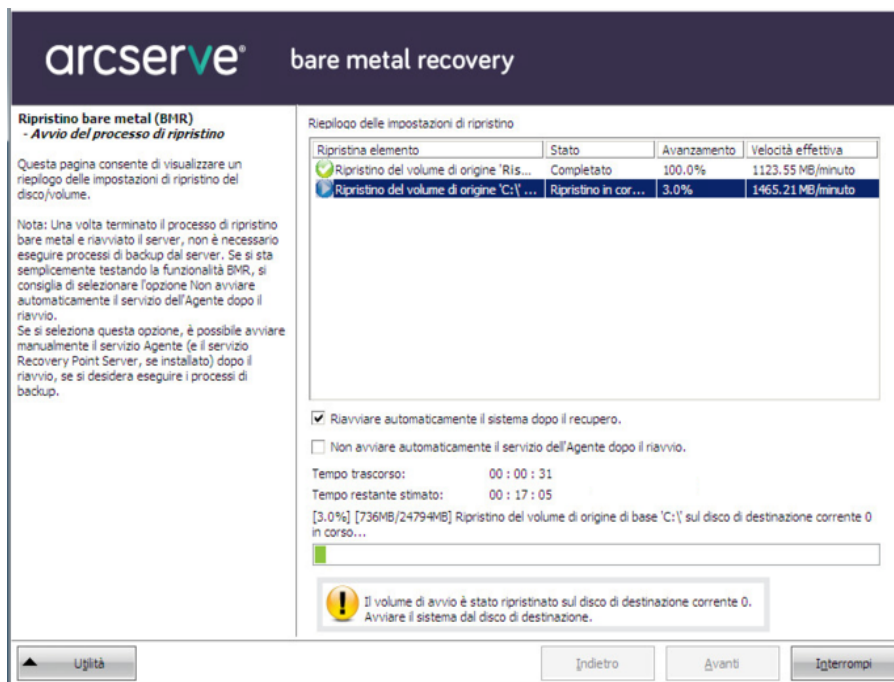 arcserve®
bare metal recovery
Ripristino bare metal (BMR)
- Avvio del processo di ripristino
Questa pagina consente di visualizzare un
riepilogo delle impostazioni di ripristino del
disco/volume.
Nota: Una volta terminato il processo di ripristino
bare metal e riavviato il server, non è necessario
eseguire processi di backup dal server. Se si sta
semplicemente testando la funzionalità BMR, si
consiglia di selezionare l'opzione Non avviare
automaticamente il servizio dell'Agente dopo il
riavvio.
Se si seleziona questa opzione, è possibile avviare
manualmente il servizio Agente (e il servizio
Recovery Point Server, se installato) dopo il
riavvio, se si desidera eseguire i processi di
backup.
Riepilogo delle impostazioni di ripristino
Ripristina elemento Stato Avanzamento Velocità effettiva
Ripristino del volume di origine 'Ris... Completato 100.0% 1123.55 MB/minuto
Ripristino del volume di origine 'C:\' ... Ripristino in cor... 3.0% 1465.21 MB/minuto
Riavviare automaticamente il sistema dopo il recupero.
Non avviare automaticamente il servizio dell'Agente dopo il riavvio.
Tempo trascorso: 00 : 00 : 31
Tempo restante stimato: 00 : 17 : 05
[3.0%] [736MB/24794MB] Ripristino del volume di origine di base 'C:\' sul disco di destinazione corrente 0
in corso...
Il volume di avvio è stato ripristinato sul disco di destinazione corrente 0.
Avviare il sistema dal disco di destinazione.
Utilità Indietro Avanti Interrompi